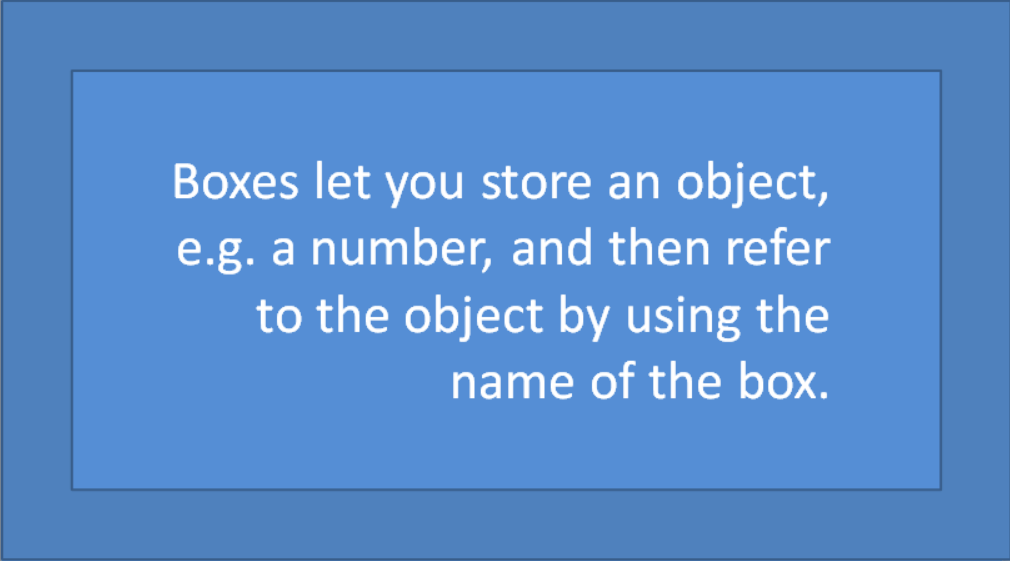 Boxes let you store an object,
e.g. a number, and then refer
to the object by using the
name of the box.